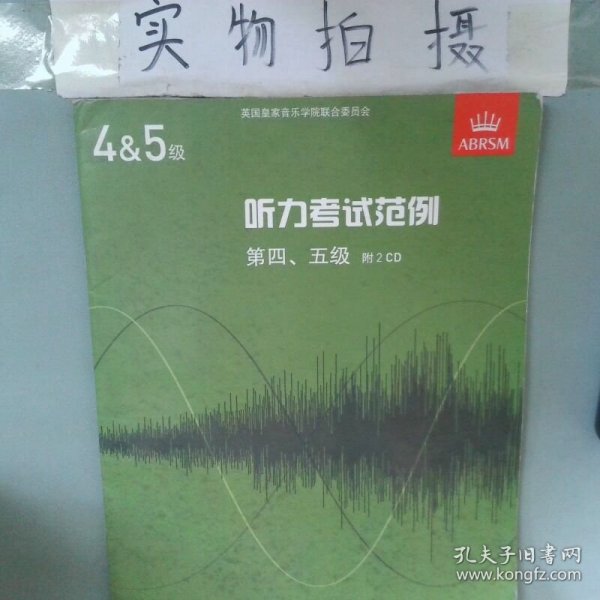 实物拍摄
英国皇家音乐学院联合委员会
4&5级
ABRSM
听力考试范例
第四、五级 附2CD
孔夫子旧书网
www.kongfz.com